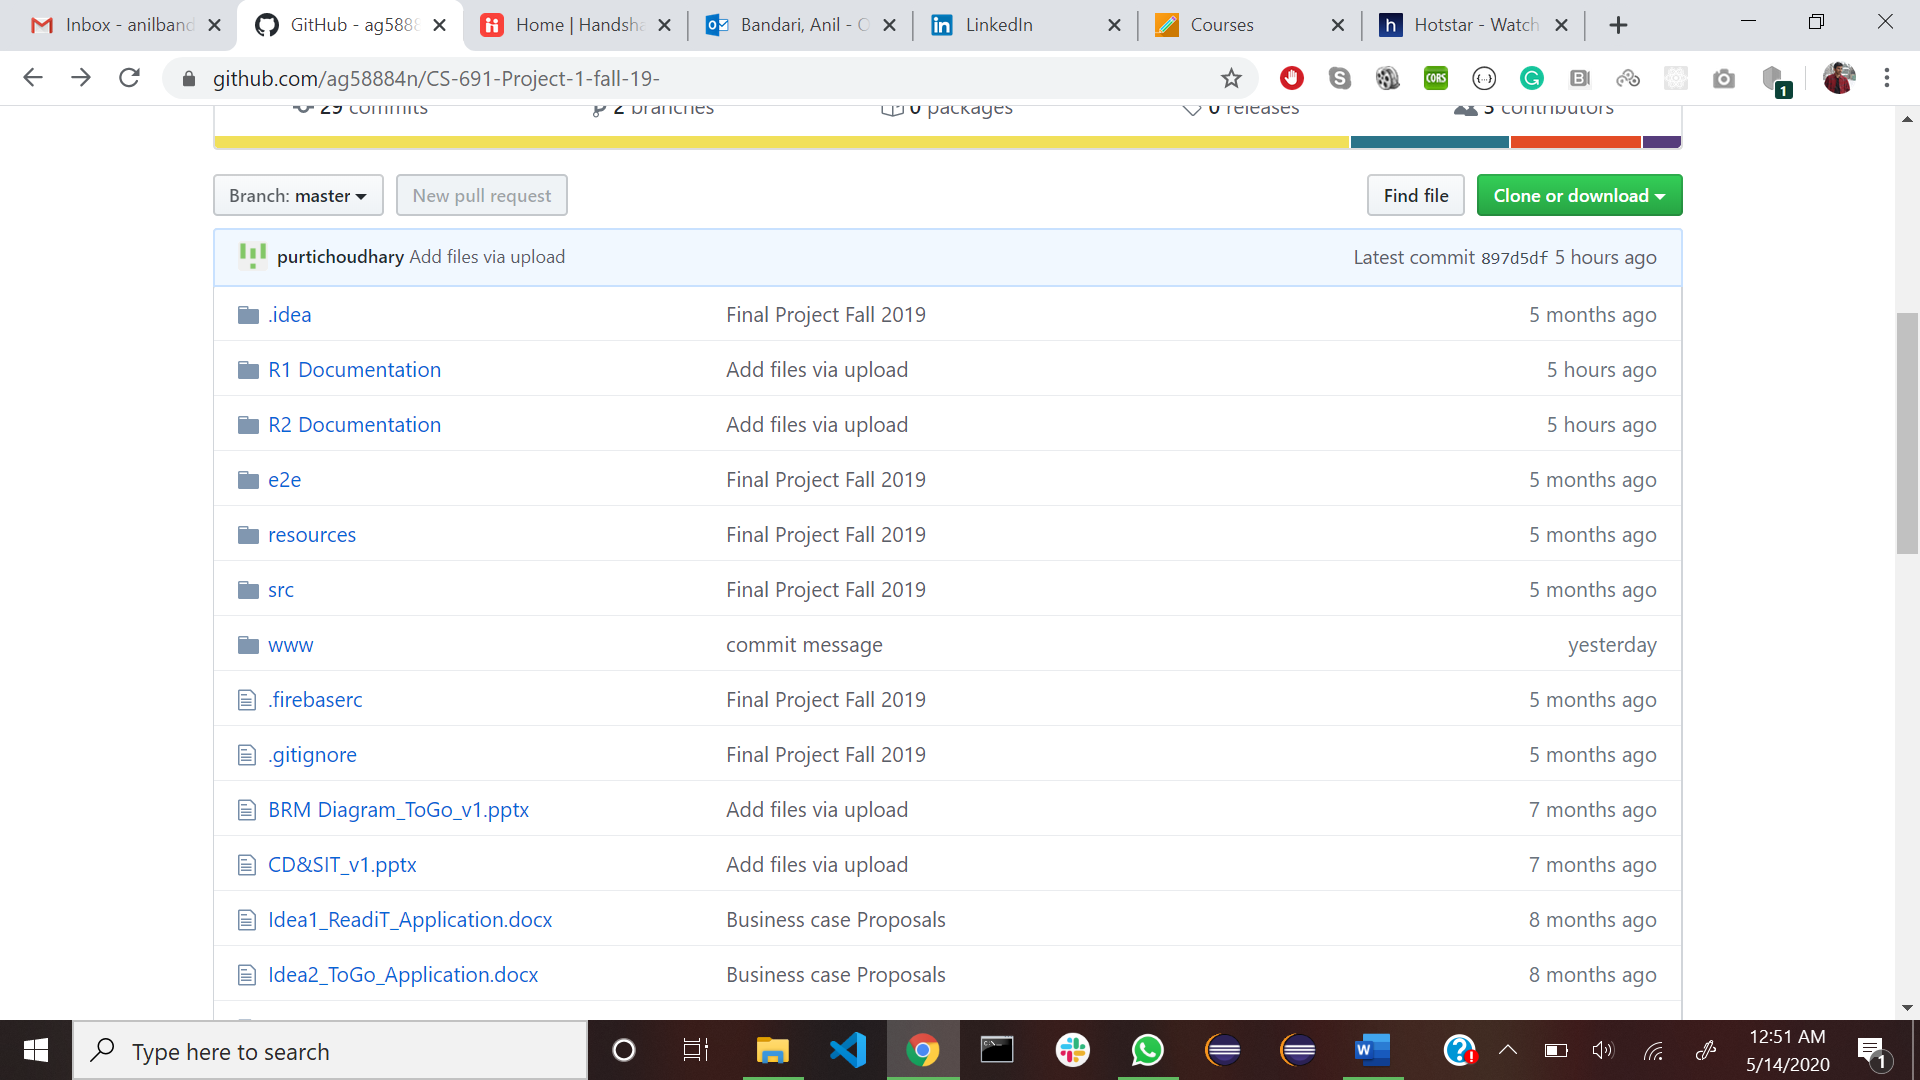 Inbox - anilband
GitHub - ag5888
Home | Handsha
Bandari, Anil - O
LinkedIn
Courses
Hotstar - Watch
github.com/ag58884n/CS-691-Project-1-fall-19-
CORS
1
29 commits 2 branches 0 packages 0 releases 3 contributors
Branch: master New pull request Find file Clone or download
purtichoudhary Add files via upload Latest commit 897d5df 5 hours ago
.idea Final Project Fall 2019 5 months ago
R1 Documentation Add files via upload 5 hours ago
R2 Documentation Add files via upload 5 hours ago
e2e Final Project Fall 2019 5 months ago
resources Final Project Fall 2019 5 months ago
src Final Project Fall 2019 5 months ago
www commit message yesterday
.firebaserc Final Project Fall 2019 5 months ago
.gitignore Final Project Fall 2019 5 months ago
BRM Diagram_ToGo_v1.pptx Add files via upload 7 months ago
CD&SIT_v1.pptx Add files via upload 7 months ago
Idea1_ReadiT_Application.docx Business case Proposals 8 months ago
Idea2_ToGo_Application.docx Business case Proposals 8 months ago
Type here to search
12:51 AM
5/14/2020
1